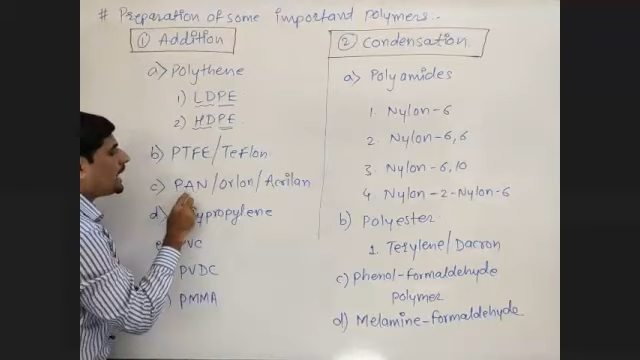 # Preparation of some important polymers:-
① Addition
a) Polythene
1) LDPE
2) HDPE
b) PTFE/Teflon
c) PAN/Orlon/Acrilan
d) ypropylene
VC
PVDC
) PMMA
② Condensation
a) Polyamides
1. Nylon-6
2. Nylon-6,6
3. Nylon-6,10
4. Nylon-2-Nylon-6
b) Polyester
1. Terylene/Dacron
c) Phenol-formaldehyde
polymer
d) Melamine-formaldehyde